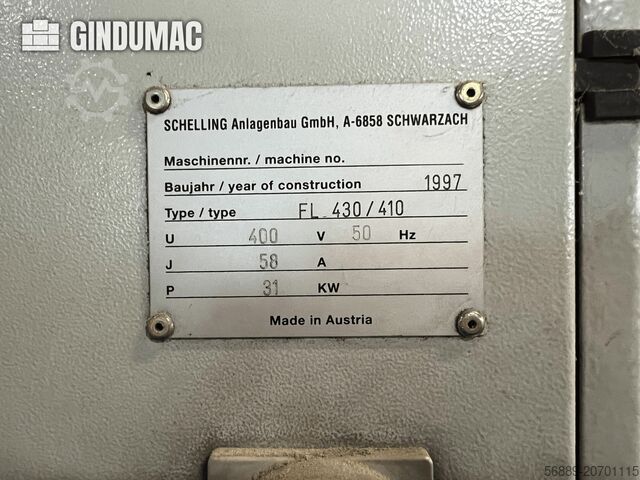 GINDUMAC
SCHELLING Anlagenbau GmbH, A-6858 SCHWARZACH
Maschinennr. / machine no.
Baujahr / year of construction 1997
Type / type FL 430 / 410
U 400 V 50 Hz
J 58 A
P 31 KW
Made in Austria
56889-20701115